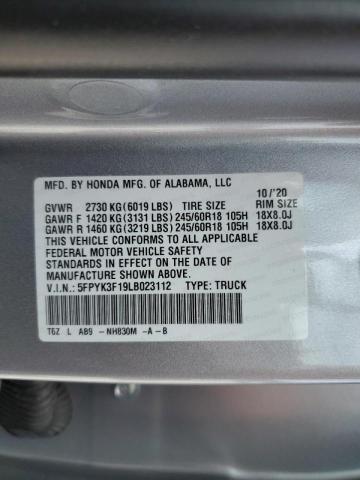 MFD. BY HONDA MFG. OF ALABAMA, LLC
10/'20
GVWR 2730 KG(6019 LBS) TIRE SIZE RIM SIZE
GAWR F 1420 KG(3131 LBS) 245/60R18 105H 18X8.0J
GAWR R 1460 KG(3219 LBS) 245/60R18 105H 18X8.0J
THIS VEHICLE CONFORMS TO ALL APPLICABLE
FEDERAL MOTOR VEHICLE SAFETY
STANDARDS IN EFFECT ON THE DATE OF
MANUFACTURE SHOWN ABOVE.
V.I.N.: 5FPYK3F19LB023112 TYPE: TRUCK
T6Z L AB9 -NH830M -A-B